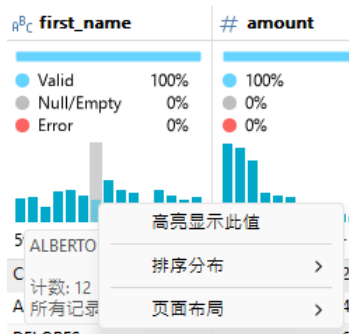 ABC first_name
# amount
Valid 100%
Null/Empty 0%
Error 0%
100%
0%
0%
ALBERTO
计数: 12
所有记录
高亮显示此值
排序分布
页面布局